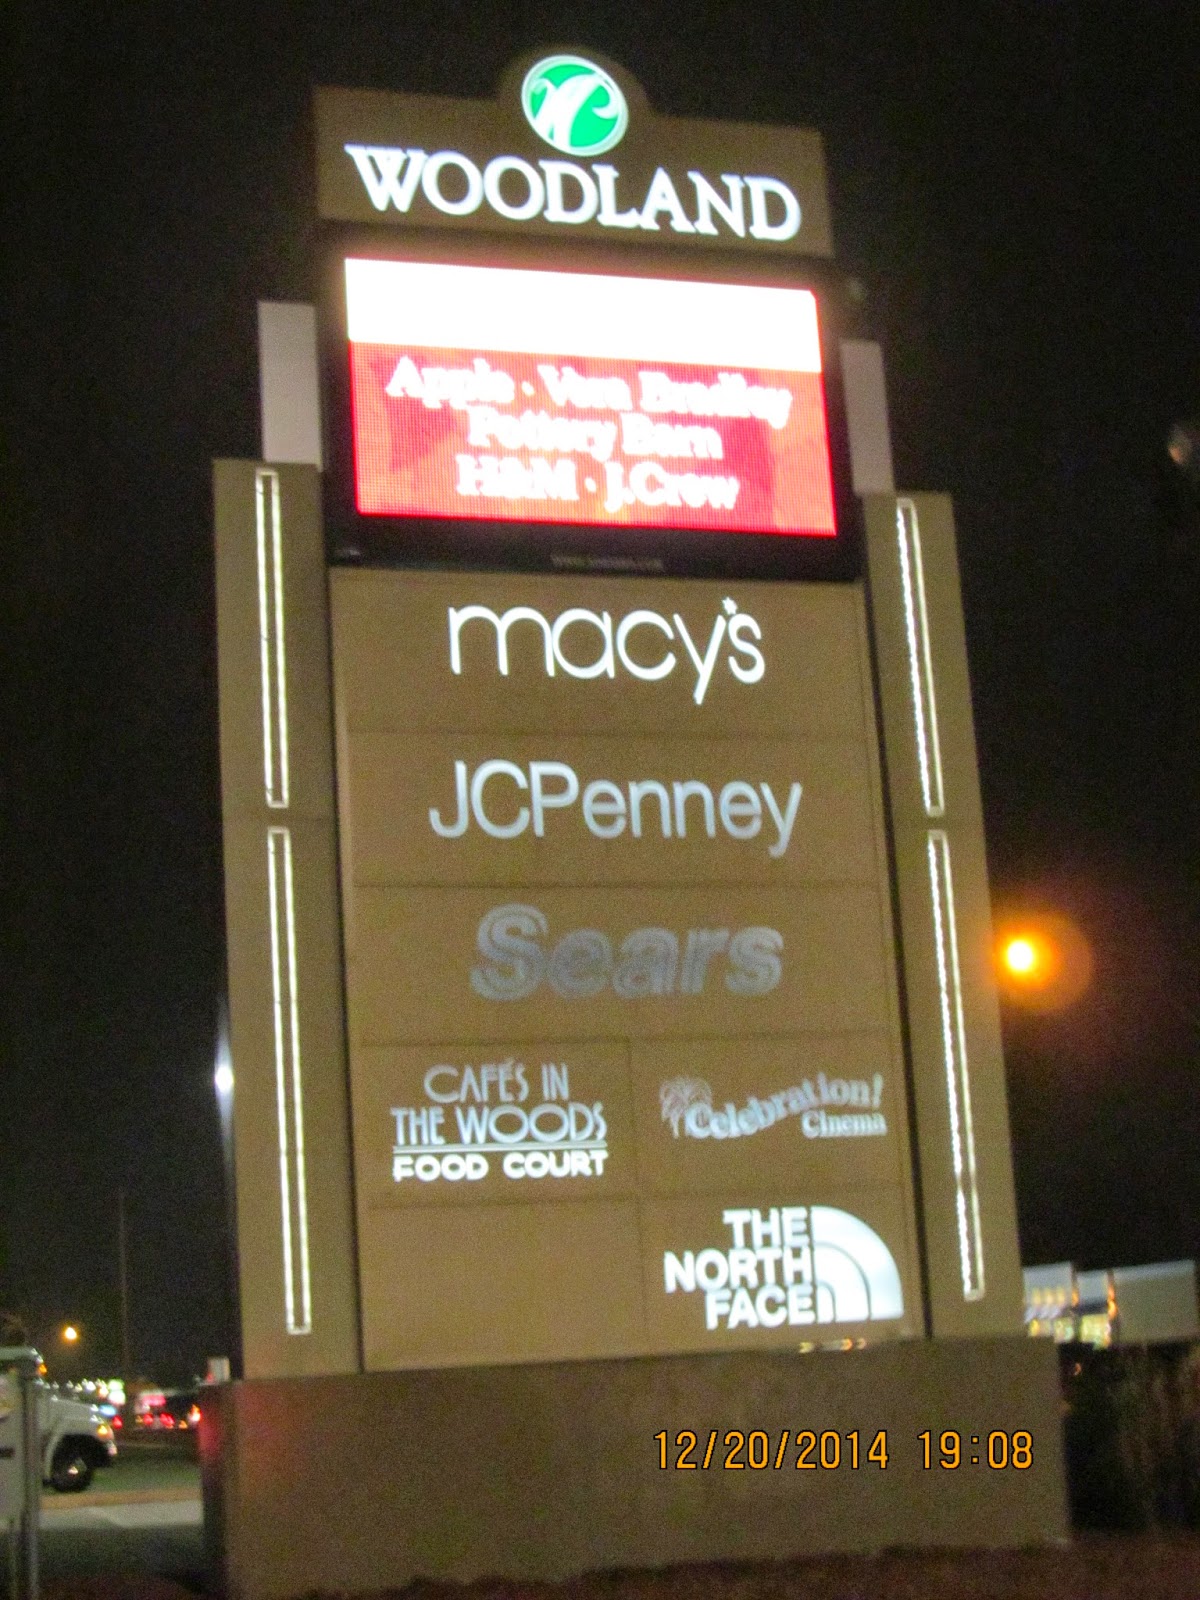 WOODLAND
Apple · Vera Bradley
Pottery Barn
H&M · J.Crew
macy's
JCPenney
Sears
CAFÉS IN
THE WOODS
FOOD COURT
Celebration!
Cinema
THE
NORTH
FACE
12/20/2014 19:08